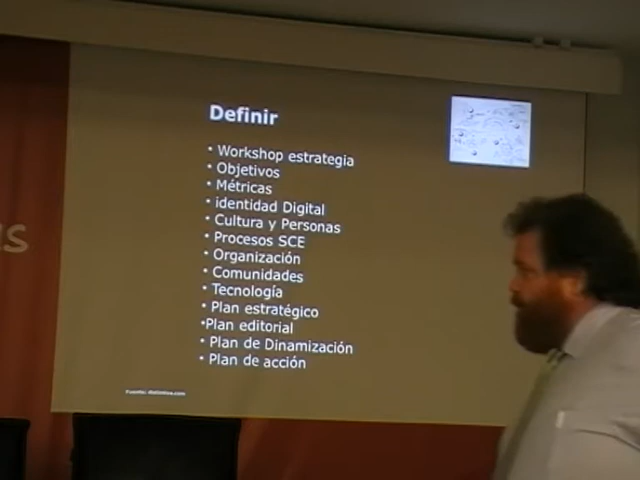 Definir
• Workshop estrategia
• Objetivos
• Métricas
• identidad Digital
• Cultura y Personas
• Procesos SCE
• Organización
• Comunidades
• Tecnología
• Plan estratégico
•Plan editorial
• Plan de Dinamización
• Plan de acción
as